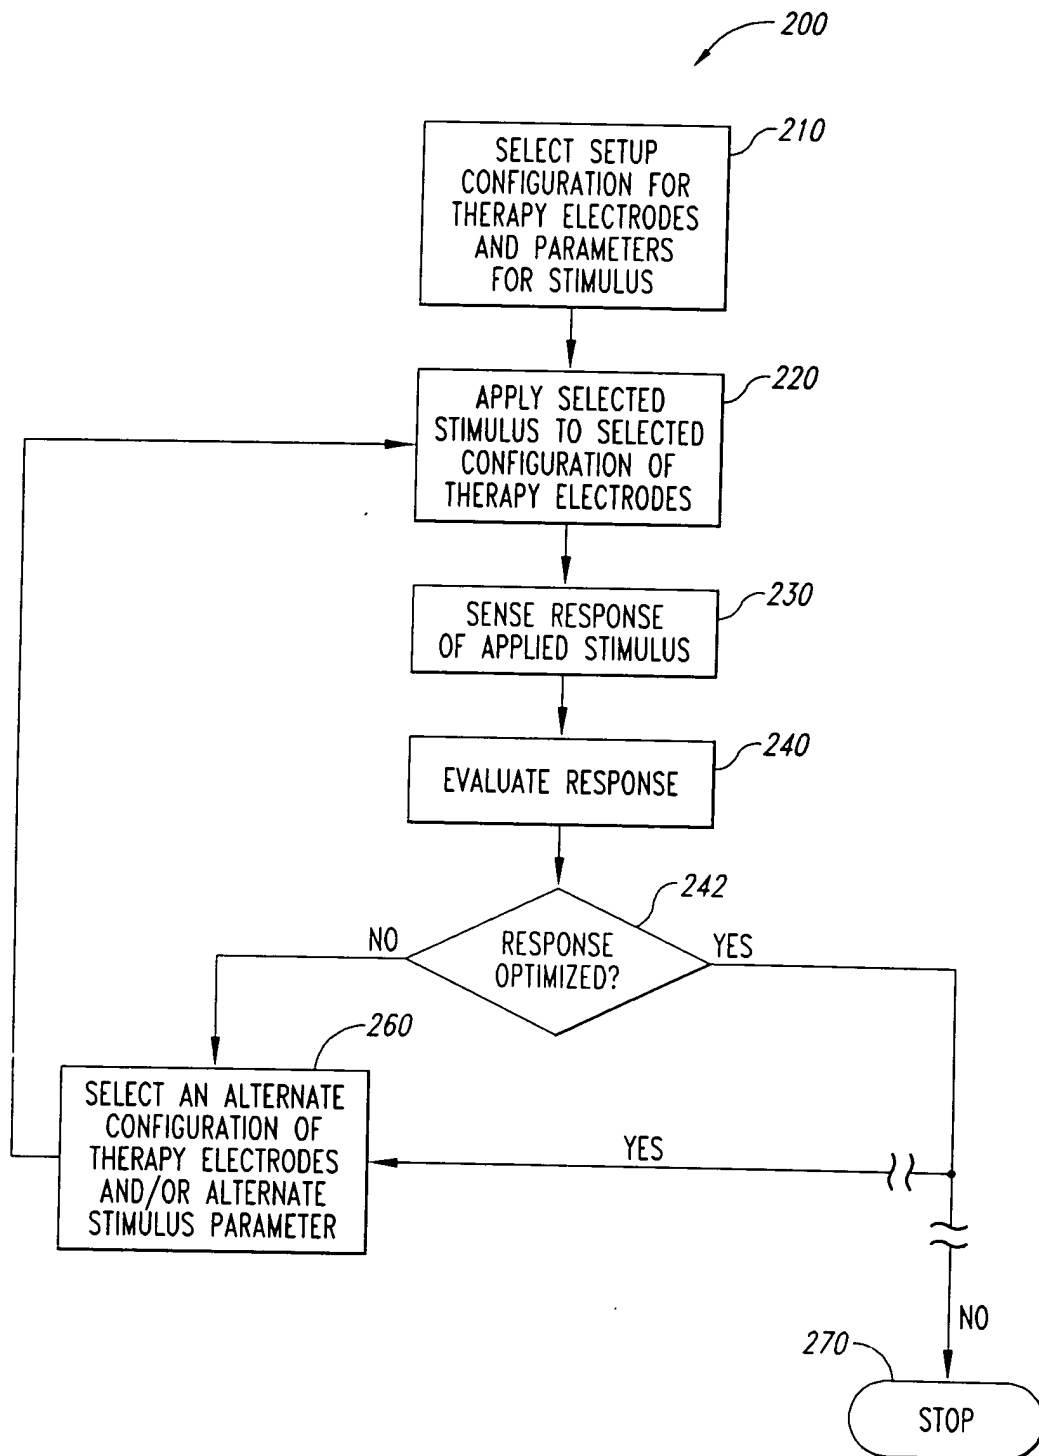 200
210
SELECT SETUP
CONFIGURATION FOR
THERAPY ELECTRODES
AND PARAMETERS
FOR STIMULUS
220
APPLY SELECTED
STIMULUS TO SELECTED
CONFIGURATION OF
THERAPY ELECTRODES
230
SENSE RESPONSE
OF APPLIED STIMULUS
240
EVALUATE RESPONSE
242
NO
RESPONSE
OPTIMIZED?
YES
260
SELECT AN ALTERNATE
CONFIGURATION OF
THERAPY ELECTRODES
AND/OR ALTERNATE
STIMULUS PARAMETER
YES
NO
270
STOP